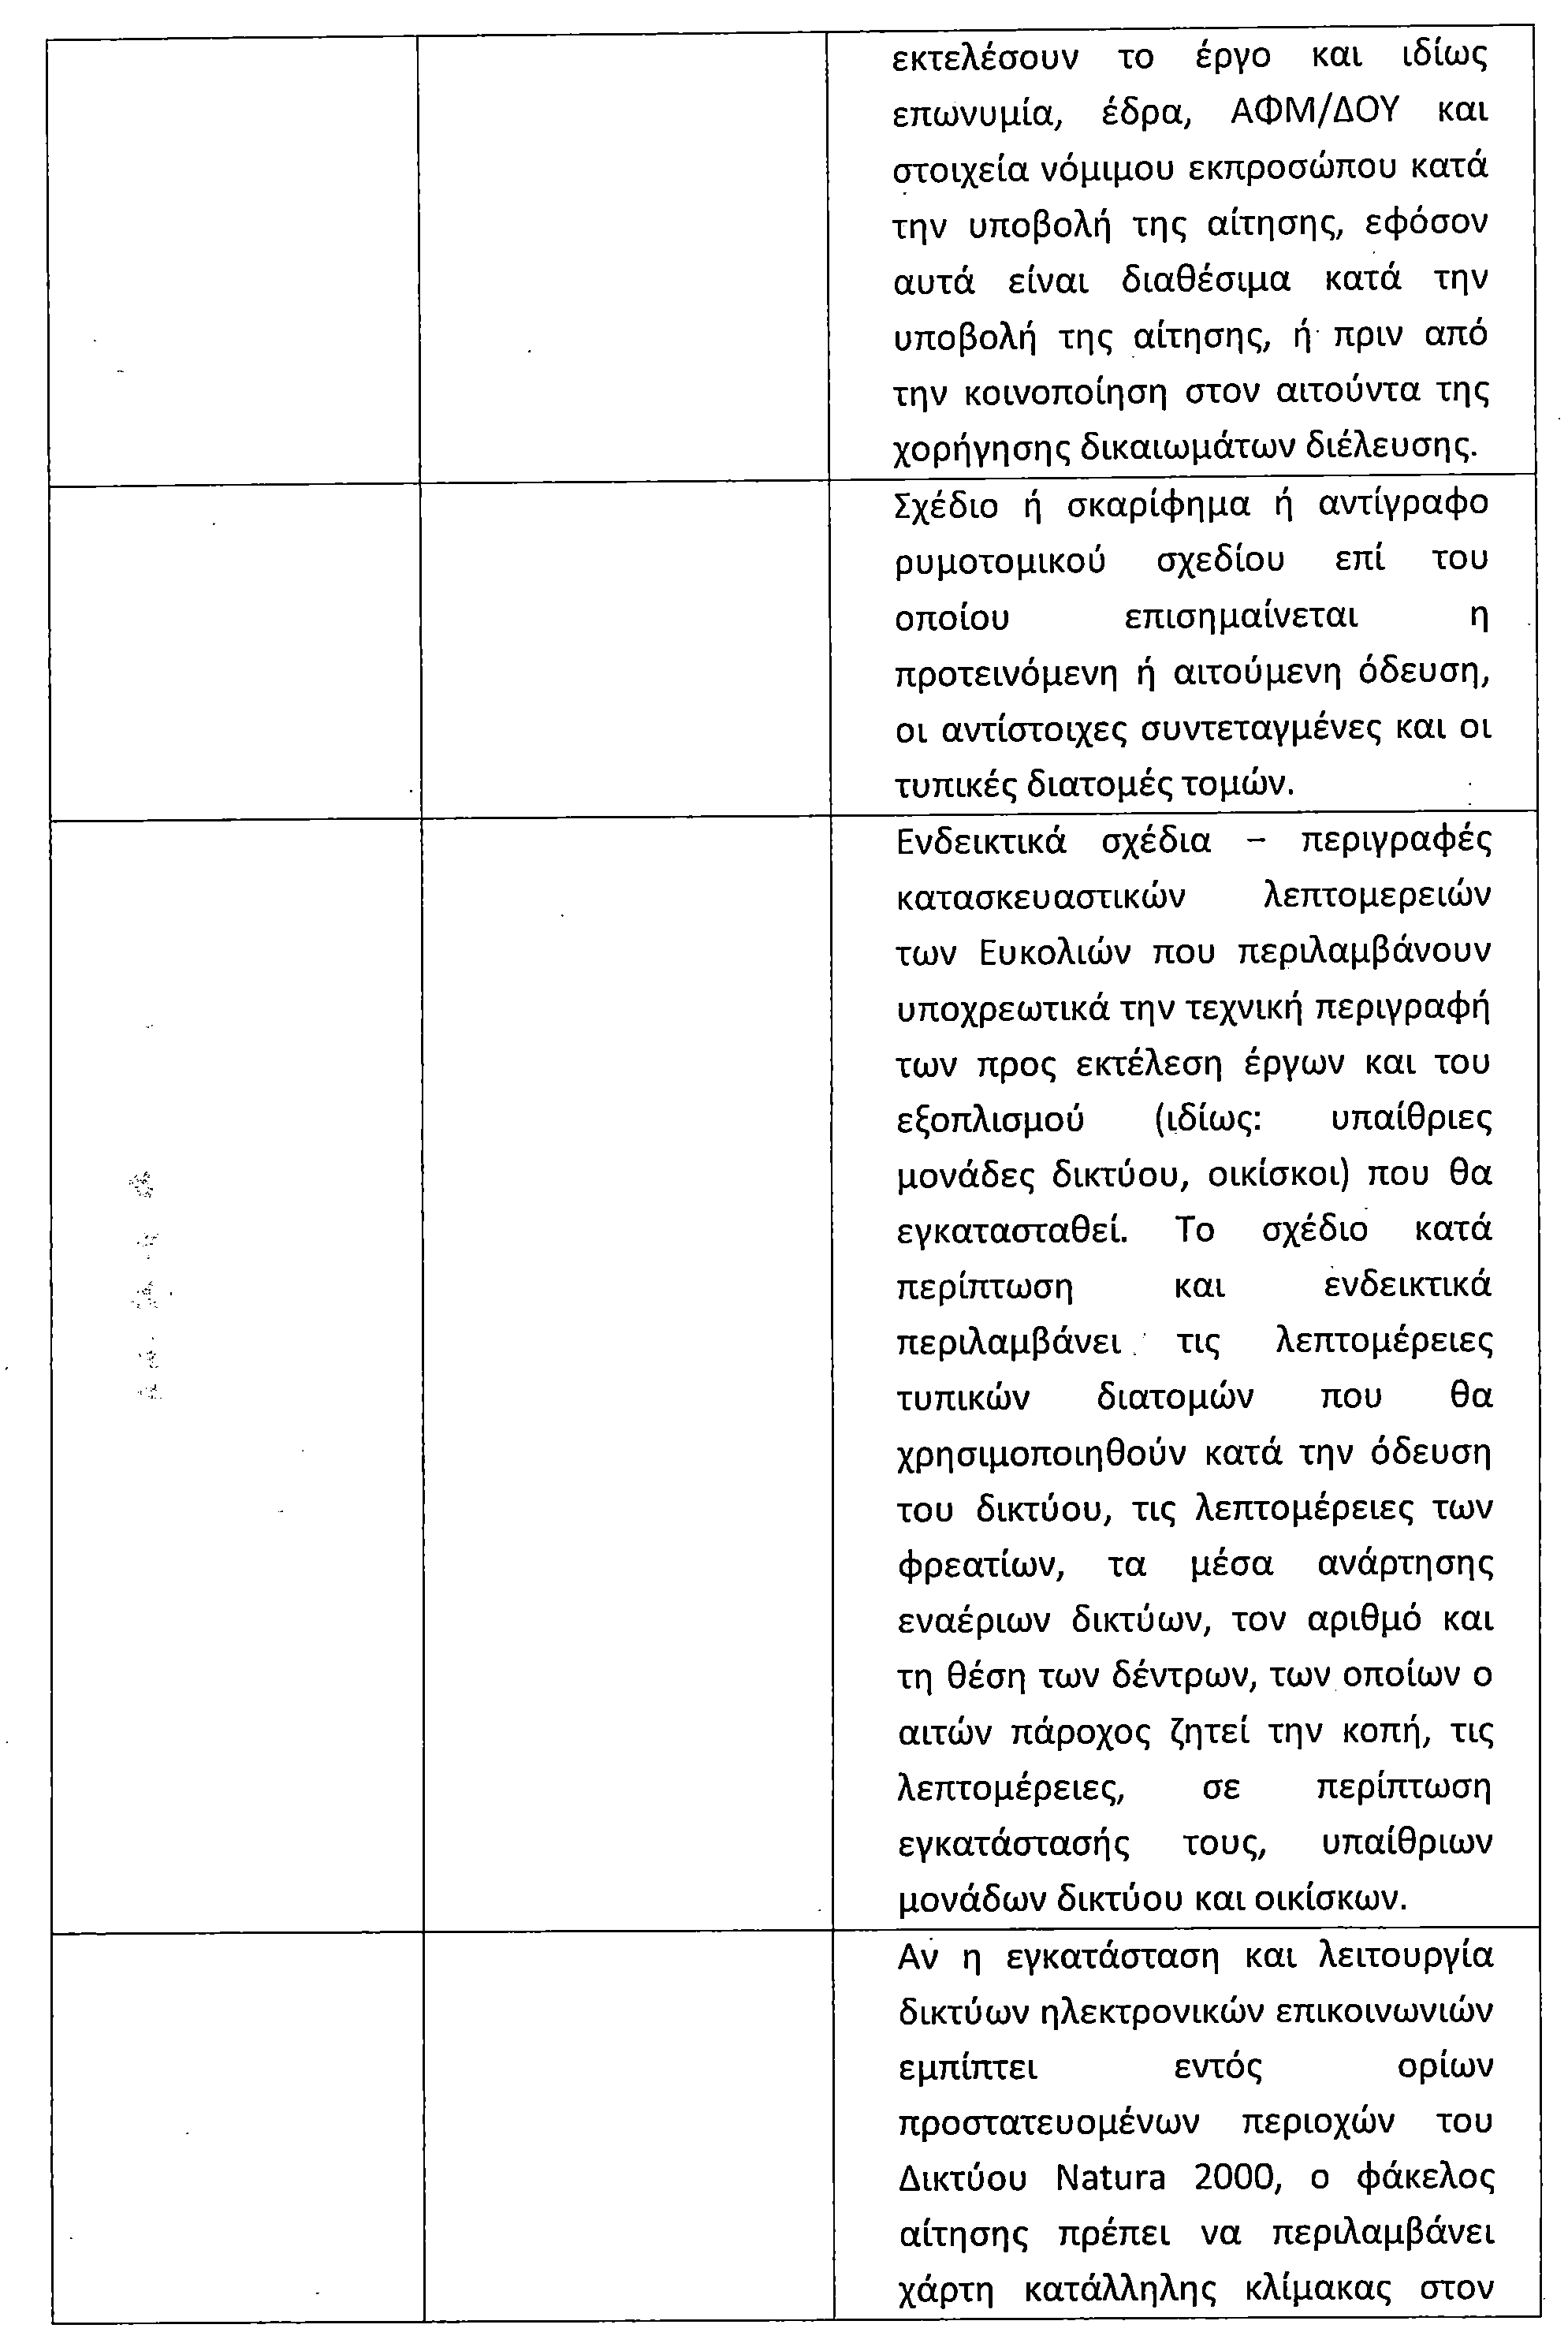 εκτελέσουν το έργο και ιδίως
επωνυμία, έδρα, ΑΦΜ/ΔΟΥ και
στοιχεία νόμιμου εκπροσώπου κατά
την υποβολή της αίτησης, εφόσον
αυτά είναι διαθέσιμα κατά την
υποβολή της αίτησης, ή πριν από
την κοινοποίηση στον αιτούντα της
χορήγησης δικαιωμάτων διέλευσης.
Σχέδιο ή σκαρίφημα ή αντίγραφο
ρυμοτομικού σχεδίου επί του
οποίου επισημαίνεται η
προτεινόμενη ή αιτούμενη όδευση,
οι αντίστοιχες συντεταγμένες και οι
τυπικές διατομές τομών.
Ενδεικτικά σχέδια – περιγραφές
κατασκευαστικών λεπτομερειών
των Ευκολιών που περιλαμβάνουν
υποχρεωτικά την τεχνική περιγραφή
των προς εκτέλεση έργων και του
εξοπλισμού (ιδίως: υπαίθριες
μονάδες δικτύου, οικίσκοι) που θα
εγκατασταθεί. Το σχέδιο κατά
περίπτωση και ενδεικτικά
περιλαμβάνει τις λεπτομέρειες
τυπικών διατομών που θα
χρησιμοποιηθούν κατά την όδευση
του δικτύου, τις λεπτομέρειες των
φρεατίων, τα μέσα ανάρτησης
εναέριων δικτύων, τον αριθμό και
τη θέση των δέντρων, των οποίων ο
αιτών πάροχος ζητεί την κοπή, τις
λεπτομέρειες, σε περίπτωση
εγκατάστασής τους, υπαίθριων
μονάδων δικτύου και οικίσκων.
Αν η εγκατάσταση και λειτουργία
δικτύων ηλεκτρονικών επικοινωνιών
εμπίπτει εντός ορίων
προστατευομένων περιοχών του
Δικτύου Natura 2000, ο φάκελος
αίτησης πρέπει να περιλαμβάνει
χάρτη κατάλληλης κλίμακας στον